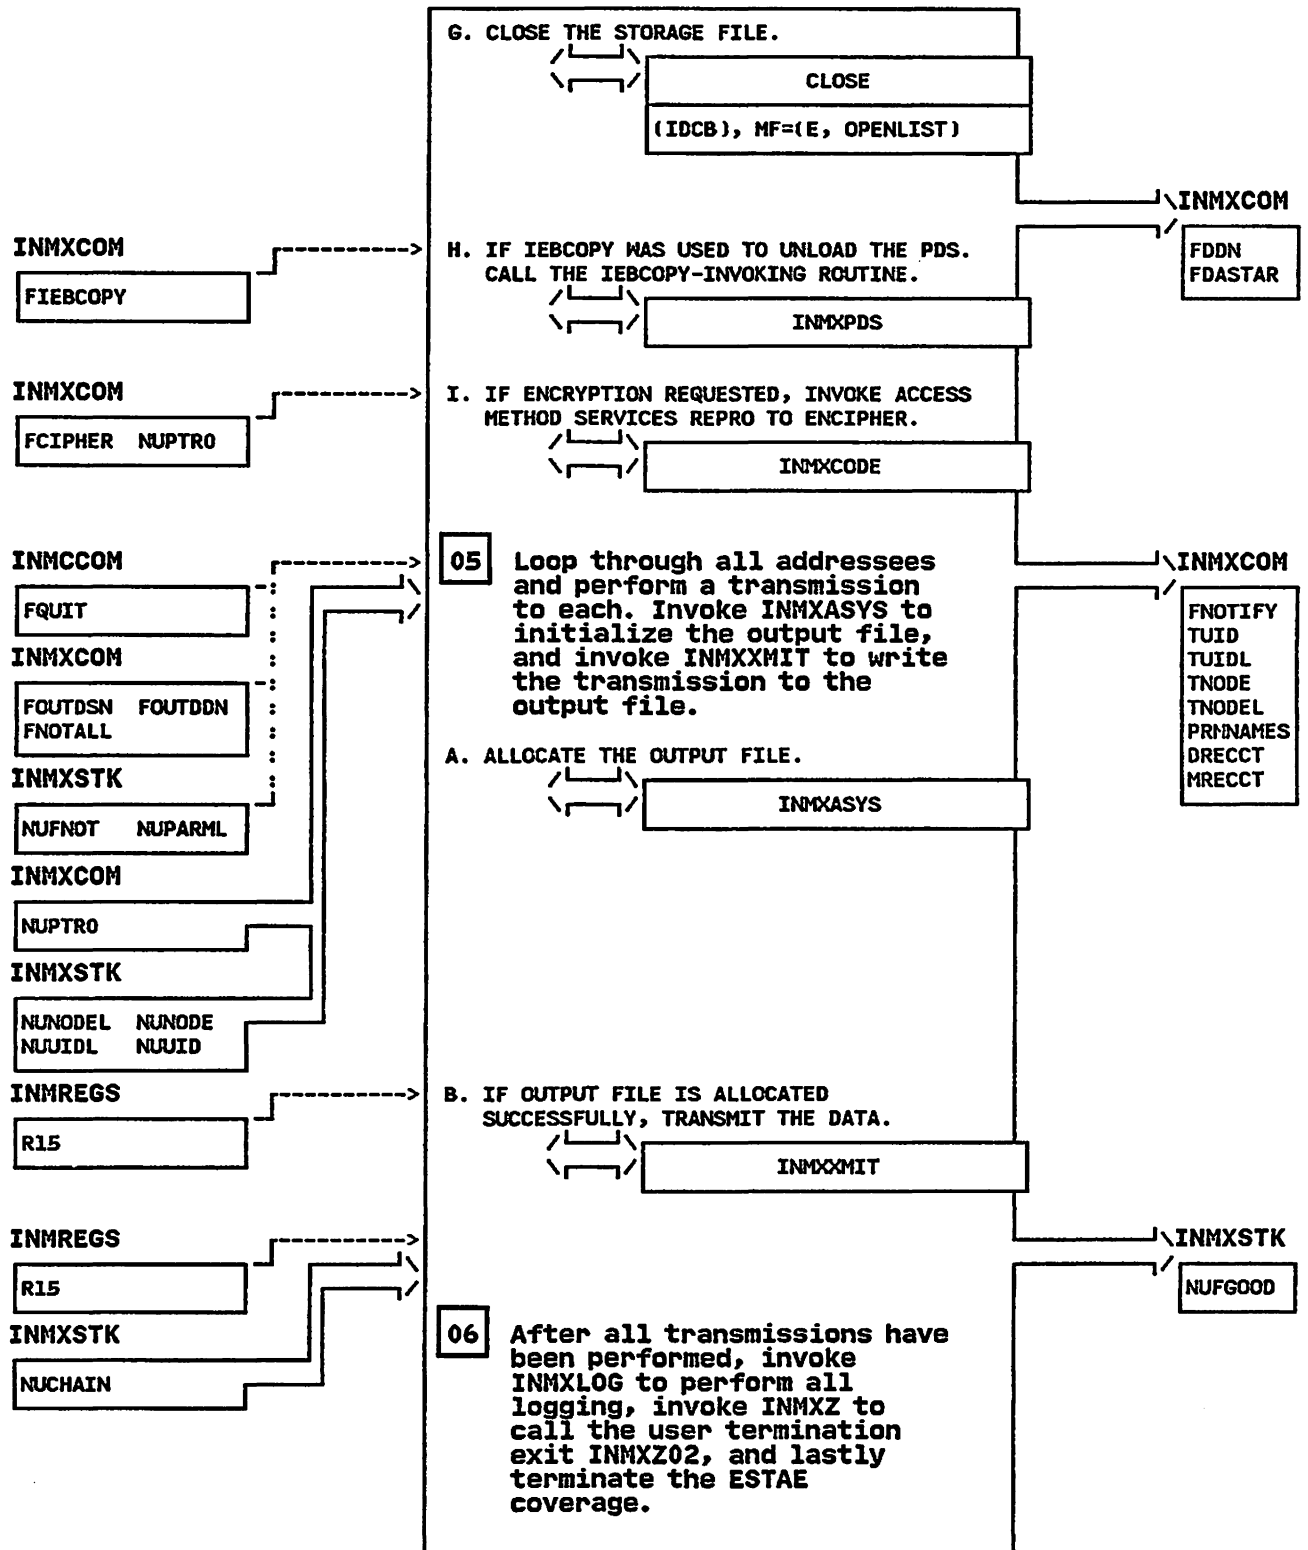 G. CLOSE THE STORAGE FILE.
CLOSE
(IDCB), MF=(E, OPENLIST)
INMXCOM
FDDN
FDASTAR
INMXCOM
FIEBCOPY
H. IF IEBCOPY WAS USED TO UNLOAD THE PDS.
CALL THE IEBCOPY-INVOKING ROUTINE.
INMXPDS
INMXCOM
FCIPHER NUPTR0
I. IF ENCRYPTION REQUESTED, INVOKE ACCESS
METHOD SERVICES REPRO TO ENCIPHER.
INMXCODE
INMCCOM
FQUIT
INMXCOM
FOUTDSN FOUTDDN
FNOTALL
INMXSTK
NUFNOT NUPARML
INMXCOM
NUPTR0
INMXSTK
NUNODEL NUNODE
NUUIDL NUUID
05 Loop through all addressees
and perform a transmission
to each. Invoke INMXASYS to
initialize the output file,
and invoke INMXXMIT to write
the transmission to the
output file.
INMXCOM
FNOTIFY
TUID
TUIDL
TNODE
TNODEL
PRMNAMES
DRECCT
MRECCT
A. ALLOCATE THE OUTPUT FILE.
INMXASYS
INMREGS
R15
B. IF OUTPUT FILE IS ALLOCATED
SUCCESSFULLY, TRANSMIT THE DATA.
INMXXMIT
INMREGS
R15
INMXSTK
NUCHAIN
INMXSTK
NUFGOOD
06 After all transmissions have
been performed, invoke
INMXLOG to perform all
logging, invoke INMXZ to
call the user termination
exit INMXZ02, and lastly
terminate the ESTAE
coverage.